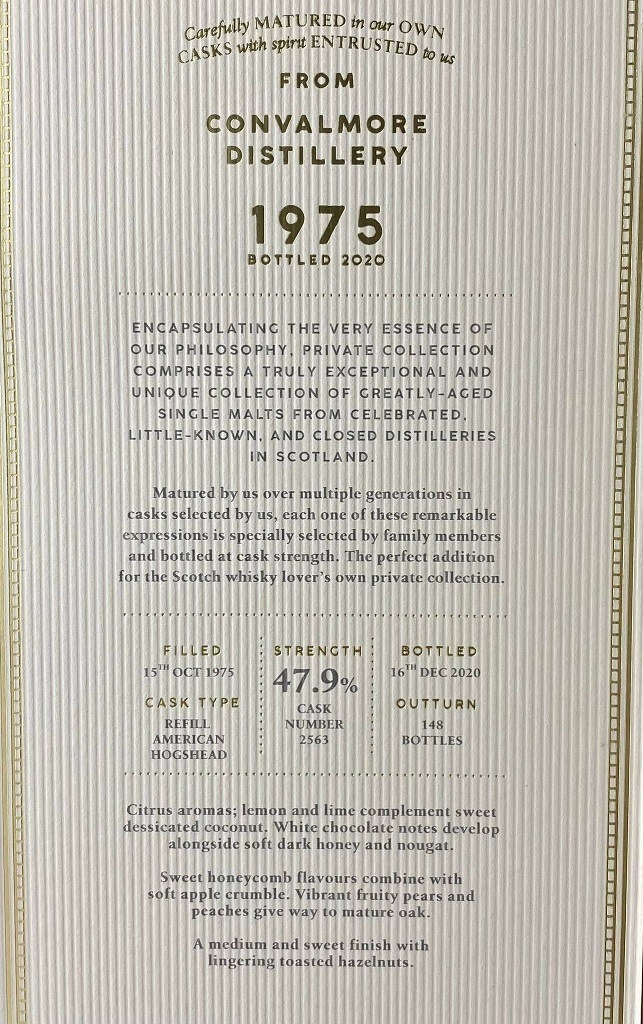 Carefully MATURED in our OWN
CASKS with spirit ENTRUSTED to us
FROM
CONVALMORE
DISTILLERY
1975
BOTTLED 2020
ENCAPSULATING THE VERY ESSENCE OF
OUR PHILOSOPHY, PRIVATE COLLECTION
COMPRISES A TRULY EXCEPTIONAL AND
UNIQUE COLLECTION OF GREATLY-AGED
SINGLE MALTS FROM CELEBRATED,
LITTLE-KNOWN, AND CLOSED DISTILLERIES
IN SCOTLAND.
Matured by us over multiple generations in
casks selected by us, each one of these remarkable
expressions is specially selected by family members
and bottled at cask strength. The perfect addition
for the Scotch whisky lover's own private collection.
FILLED
15TH OCT 1975
CASK TYPE
REFILL
AMERICAN
HOGSHEAD
STRENGTH
47.9%
CASK
NUMBER
2563
BOTTLED
16TH DEC 2020
OUTTURN
148
BOTTLES
Citrus aromas; lemon and lime complement sweet
dessicated coconut. White chocolate notes develop
alongside soft dark honey and nougat.
Sweet honeycomb flavours combine with
soft apple crumble. Vibrant fruity pears and
peaches give way to mature oak.
A medium and sweet finish with
lingering toasted hazelnuts.